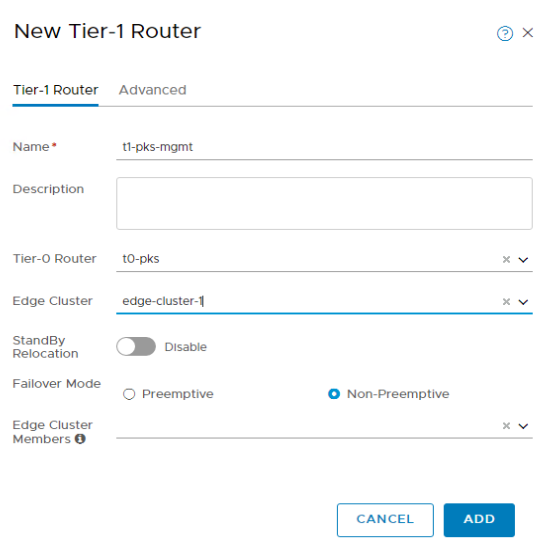 New Tier-1 Router
Tier-1 Router Advanced
Name* t1-pks-mgmt
Description
Tier-0 Router t0-pks
Edge Cluster edge-cluster-1
StandBy
Relocation
Disable
Failover Mode
Preemptive Non-Preemptive
Edge Cluster
Members
CANCEL ADD